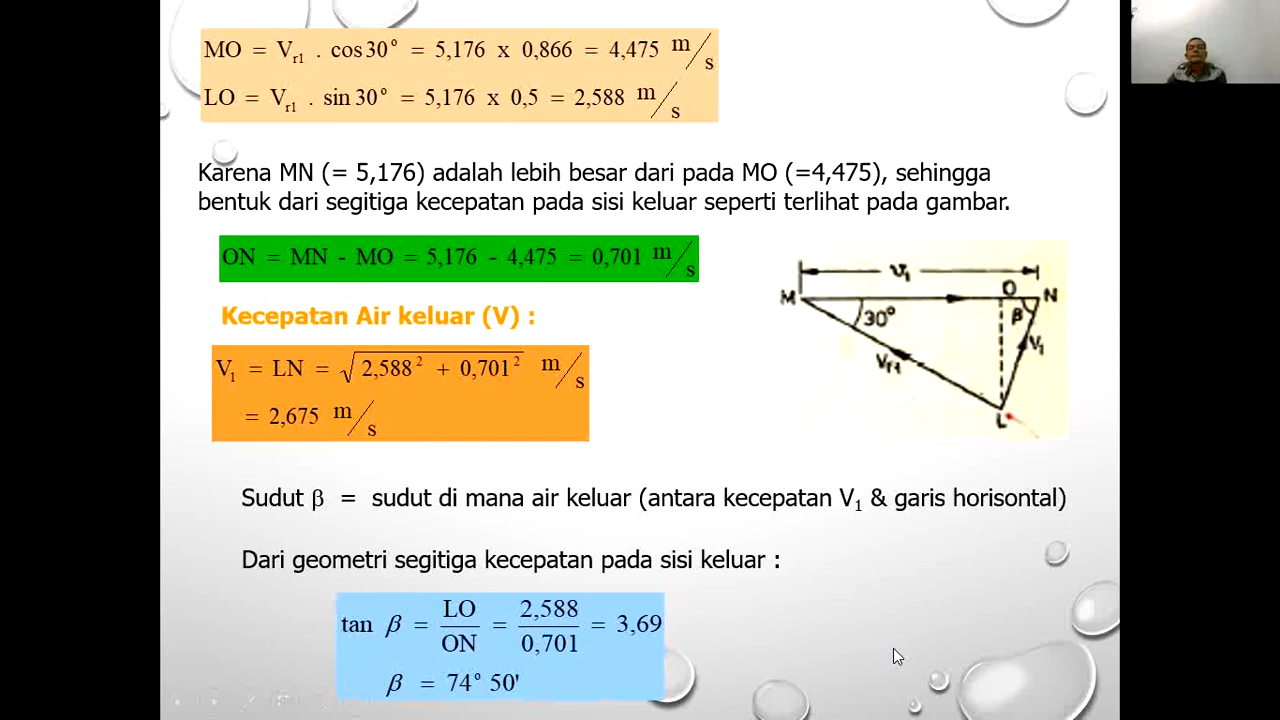 MO = Vr1 . cos 30° = 5,176 x 0,866 = 4,475 m/s
LO = Vr1 . sin 30° = 5,176 x 0,5 = 2,588 m/s
Karena MN (= 5,176) adalah lebih besar dari pada MO (=4,475), sehingga
bentuk dari segitiga kecepatan pada sisi keluar seperti terlihat pada gambar.
ON = MN - MO = 5,176 - 4,475 = 0,701 m/s
Kecepatan Air keluar (V) :
V1 = LN = √2,588² + 0,701² m/s
= 2,675 m/s
v1
M O N
30° β
V1
Vr1
L
Sudut β = sudut di mana air keluar (antara kecepatan V1 & garis horisontal)
Dari geometri segitiga kecepatan pada sisi keluar :
tan β = LO/ON = 2,588/0,701 = 3,69
β = 74° 50'